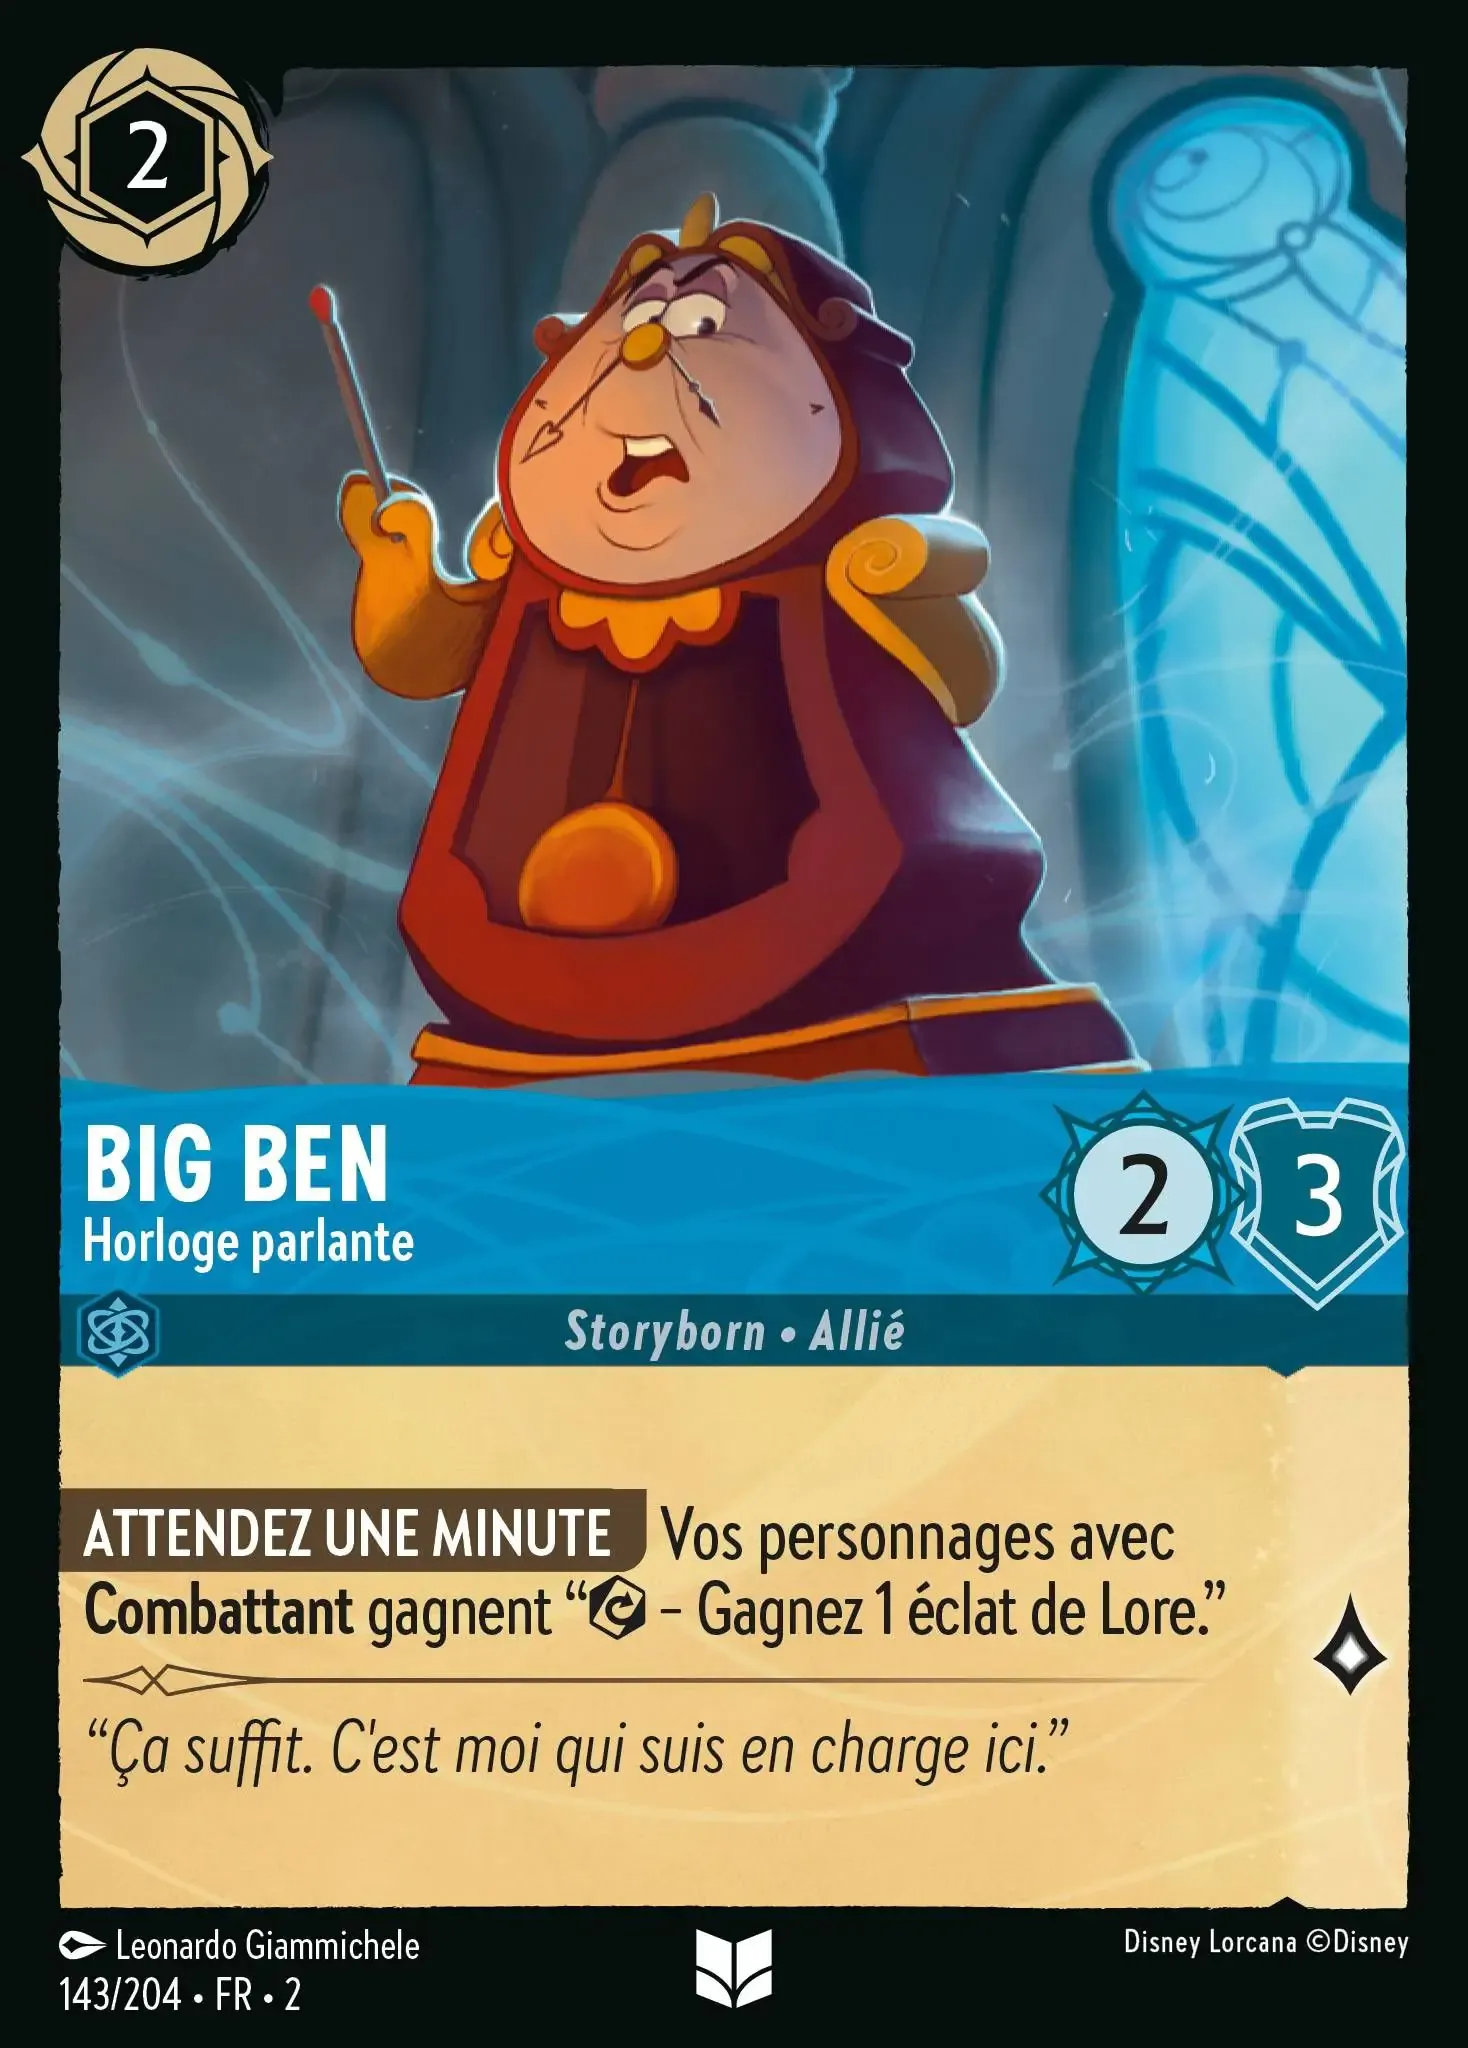 2
BIG BEN
Horloge parlante
2
3
Storyborn • Allié
ATTENDEZ UNE MINUTE Vos personnages avec
Combattant gagnent “ – Gagnez 1 éclat de Lore.”
“Ça suffit. C'est moi qui suis en charge ici.”
Leonardo Giammichele
Disney Lorcana ©Disney
143/204 • FR • 2